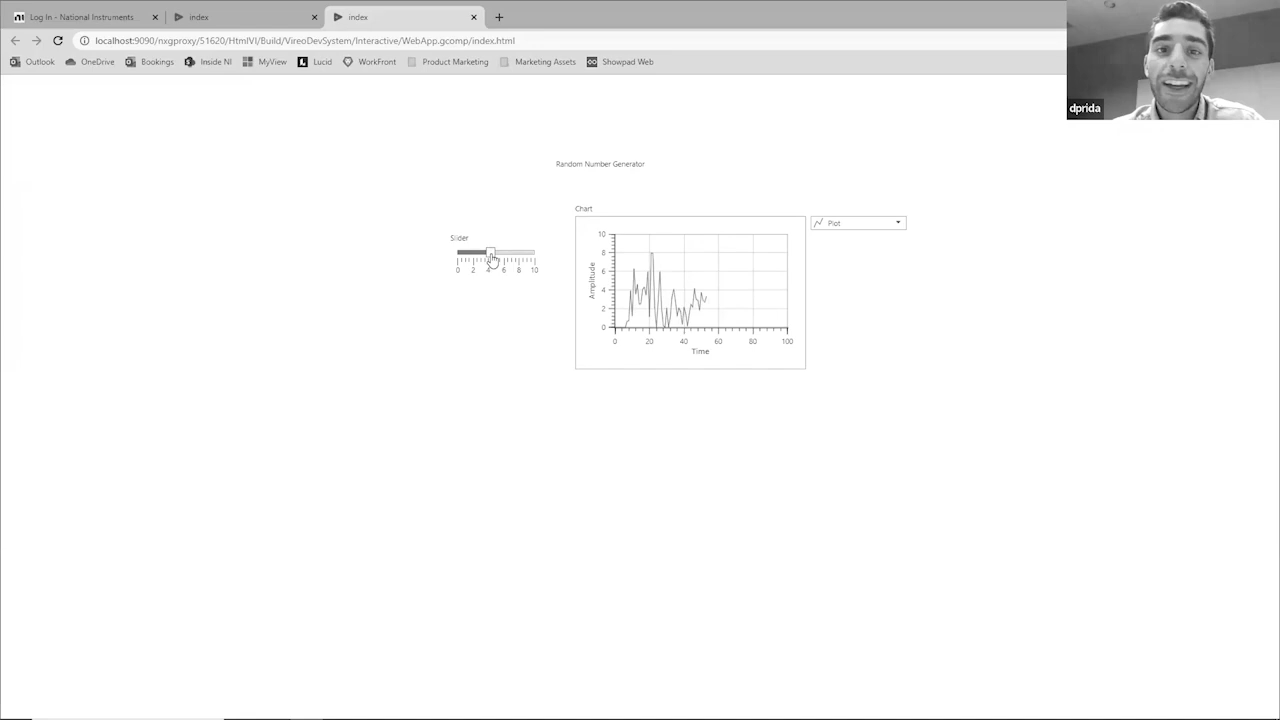 Log In - National Instruments
index
index
localhost:9090/nxgproxy/51620/HtmlVI/Build/VireoDevSystem/Interactive/WebApp.gcomp/index.html
Outlook
OneDrive
Bookings
Inside NI
MyView
Lucid
WorkFront
Product Marketing
Marketing Assets
Showpad Web
dprida
Random Number Generator
Chart
Plot
Slider
0 2 4 6 8 10
10
8
6
4
2
0
Amplitude
0 20 40 60 80 100
Time